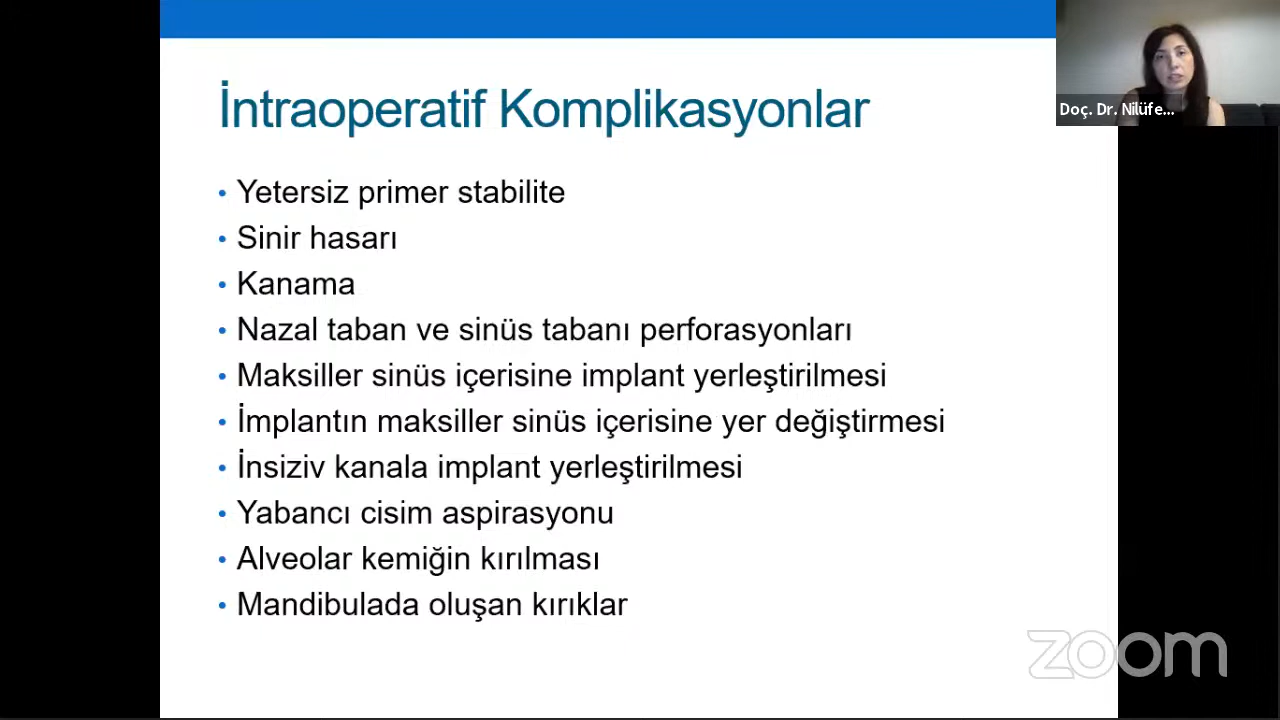 İntraoperatif Komplikasyonlar
Doç. Dr. Nilüfe...
• Yetersiz primer stabilite
• Sinir hasarı
• Kanama
• Nazal taban ve sinüs tabanı perforasyonları
• Maksiller sinüs içerisine implant yerleştirilmesi
• İmplantın maksiller sinüs içerisine yer değiştirmesi
• İnsiziv kanala implant yerleştirilmesi
• Yabancı cisim aspirasyonu
• Alveolar kemiğin kırılması
• Mandibulada oluşan kırıklar
zoom